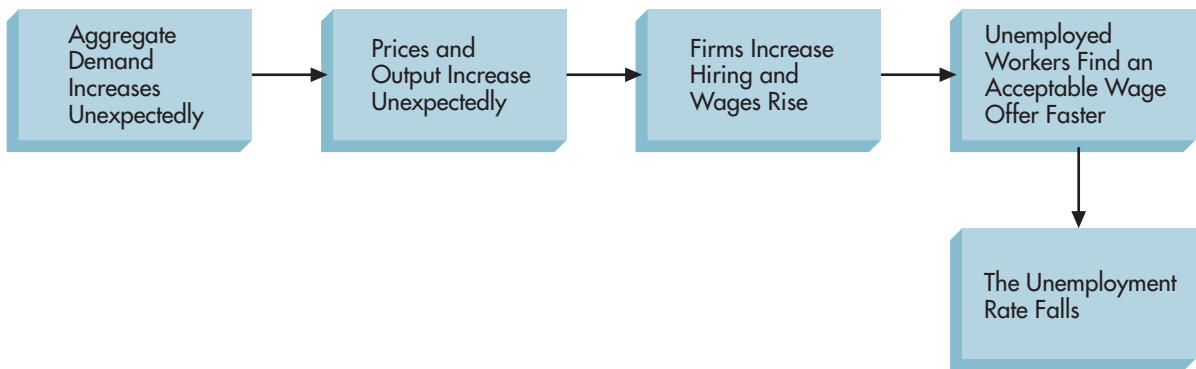 Aggregate
Demand
Increases
Unexpectedly
Prices and
Output Increase
Unexpectedly
Firms Increase
Hiring and
Wages Rise
Unemployed
Workers Find an
Acceptable Wage
Offer Faster
The Unemployment
Rate Falls